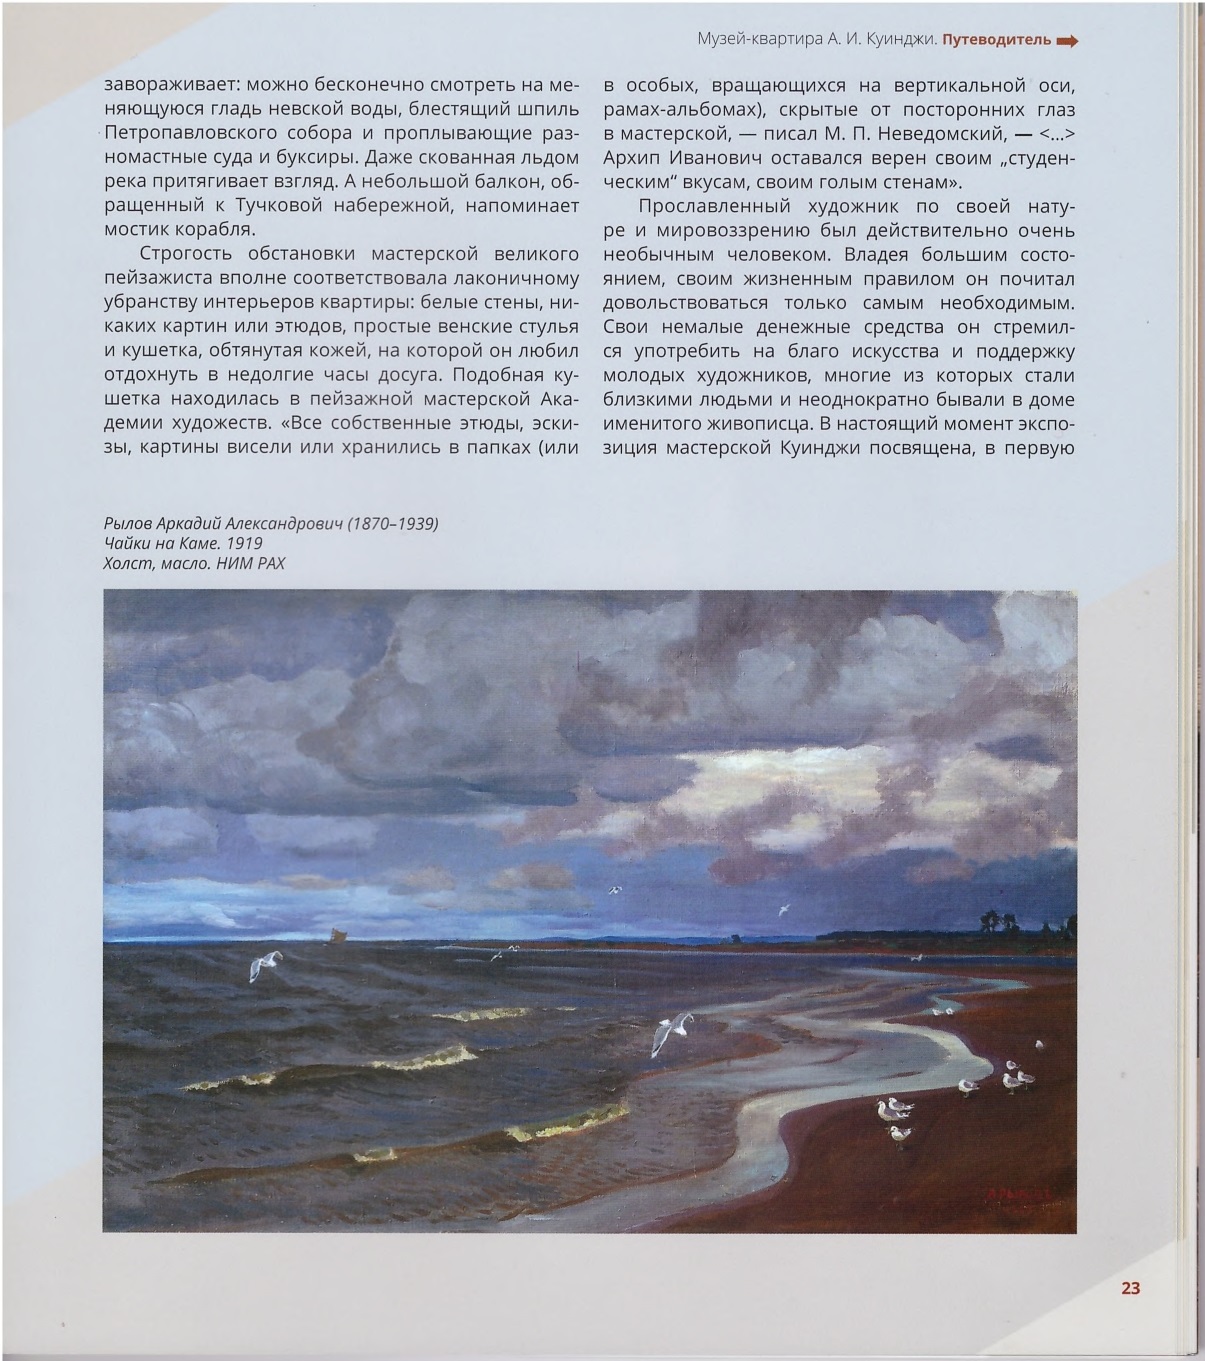 Музей-квартира А. И. Куинджи. Путеводитель
завораживает: можно бесконечно смотреть на ме-
няющуюся гладь невской воды, блестящий шпиль
Петропавловского собора и проплывающие раз-
номастные суда и буксиры. Даже скованная льдом
река притягивает взгляд. А небольшой балкон, об-
ращенный к Тучковой набережной, напоминает
мостик корабля.
Строгость обстановки мастерской великого
пейзажиста вполне соответствовала лаконичному
убранству интерьеров квартиры: белые стены, ни-
каких картин или этюдов, простые венские стулья
и кушетка, обтянутая кожей, на которой он любил
отдохнуть в недолгие часы досуга. Подобная ку-
шетка находилась в пейзажной мастерской Ака-
демии художеств. «Все собственные этюды, эски-
зы, картины висели или хранились в папках (или
в особых, вращающихся на вертикальной оси,
рамах-альбомах), скрытые от посторонних глаз
в мастерской, — писал М. П. Неведомский, — <...>
Архип Иванович оставался верен своим „студен-
ческим“ вкусам, своим голым стенам».
Прославленный художник по своей нату-
ре и мировоззрению был действительно очень
необычным человеком. Владея большим состо-
янием, своим жизненным правилом он почитал
довольствоваться только самым необходимым.
Свои немалые денежные средства он стремил-
ся употребить на благо искусства и поддержку
молодых художников, многие из которых стали
близкими людьми и неоднократно бывали в доме
именитого живописца. В настоящий момент экспо-
зиция мастерской Куинджи посвящена, в первую
Рылов Аркадий Александрович (1870–1939)
Чайки на Каме. 1919
Холст, масло. НИМ РАХ
23